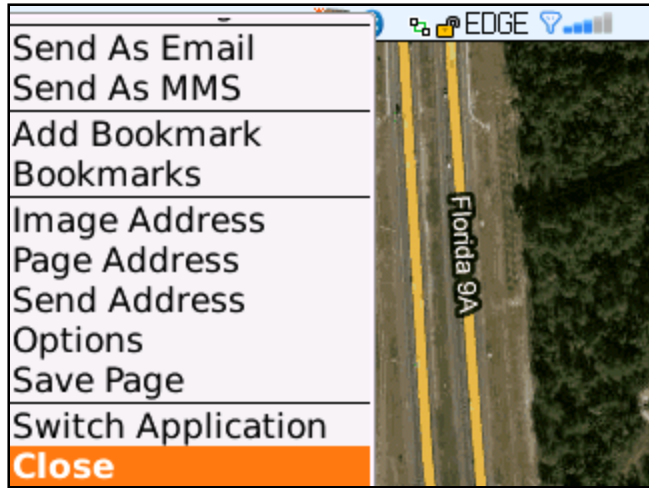 EDGE
Send As Email
Send As MMS
Add Bookmark
Bookmarks
Image Address
Page Address
Send Address
Options
Save Page
Switch Application
Close
Florida 9A